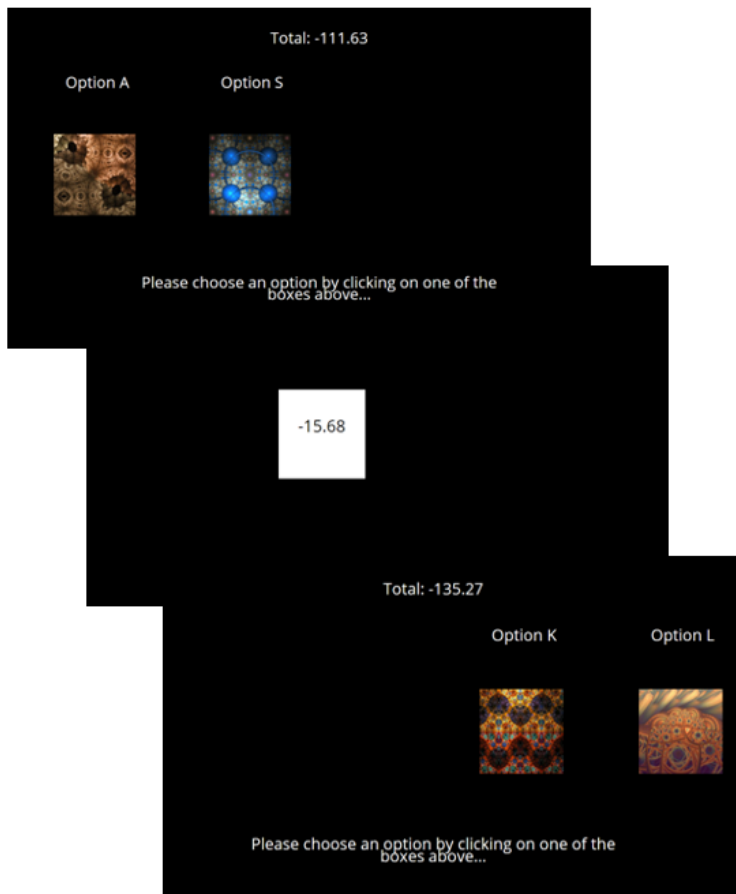 Total: -111.63
Option A Option S
Please choose an option by clicking on one of the
boxes above...
-15.68
Total: -135.27
Option K Option L
Please choose an option by clicking on one of the
boxes above...